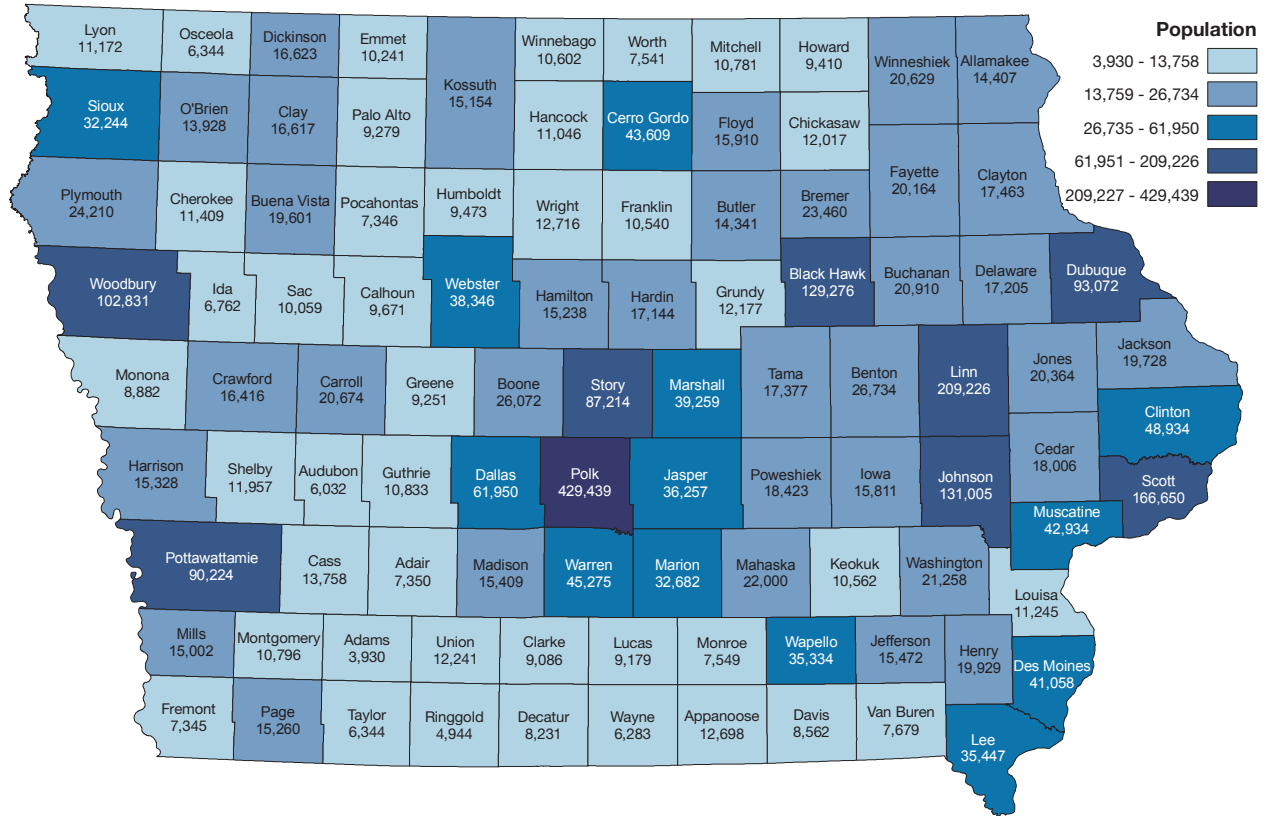 Population
3,930 - 13,758
13,759 - 26,734
26,735 - 61,950
61,951 - 209,226
209,227 - 429,439
Lyon
11,172
Osceola
6,344
Dickinson
16,623
Emmet
10,241
Kossuth
15,154
Winnebago
10,602
Worth
7,541
Mitchell
10,781
Howard
9,410
Winneshiek
20,629
Allamakee
14,407
Sioux
32,244
O'Brien
13,928
Clay
16,617
Palo Alto
9,279
Hancock
11,046
Cerro Gordo
43,609
Floyd
15,910
Chickasaw
12,017
Fayette
20,164
Clayton
17,463
Plymouth
24,210
Cherokee
11,409
Buena Vista
19,601
Pocahontas
7,346
Humboldt
9,473
Wright
12,716
Franklin
10,540
Butler
14,341
Bremer
23,460
Woodbury
102,831
Ida
6,762
Sac
10,059
Calhoun
9,671
Webster
38,346
Hamilton
15,238
Hardin
17,144
Grundy
12,177
Black Hawk
129,276
Buchanan
20,910
Delaware
17,205
Dubuque
93,072
Monona
8,882
Crawford
16,416
Carroll
20,674
Greene
9,251
Boone
26,072
Story
87,214
Marshall
39,259
Tama
17,377
Benton
26,734
Linn
209,226
Jones
20,364
Jackson
19,728
Clinton
48,934
Harrison
15,328
Shelby
11,957
Audubon
6,032
Guthrie
10,833
Dallas
61,950
Polk
429,439
Jasper
36,257
Poweshiek
18,423
Iowa
15,811
Johnson
131,005
Cedar
18,006
Scott
166,650
Muscatine
42,934
Pottawattamie
90,224
Cass
13,758
Adair
7,350
Madison
15,409
Warren
45,275
Marion
32,682
Mahaska
22,000
Keokuk
10,562
Washington
21,258
Louisa
11,245
Mills
15,002
Montgomery
10,796
Adams
3,930
Union
12,241
Clarke
9,086
Lucas
9,179
Monroe
7,549
Wapello
35,334
Jefferson
15,472
Henry
19,929
Des Moines
41,058
Fremont
7,345
Page
15,260
Taylor
6,344
Ringgold
4,944
Decatur
8,231
Wayne
6,283
Appanoose
12,698
Davis
8,562
Van Buren
7,679
Lee
35,447